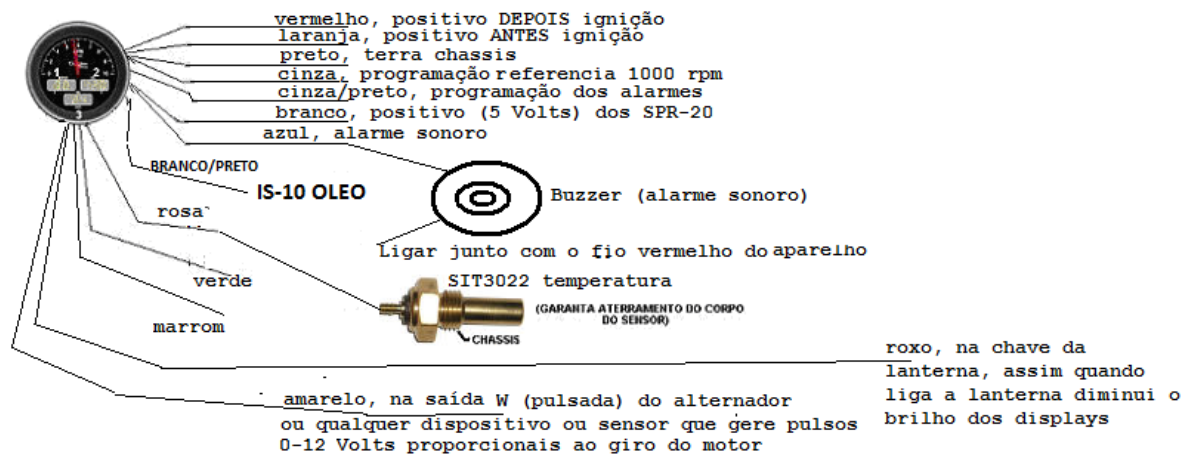 vermelho, positivo DEPOIS ignição
laranja, positivo ANTES ignição
preto, terra chassis
cinza, programação referencia 1000 rpm
cinza/preto, programação dos alarmes
branco, positivo (5 Volts) dos SPR-20
azul, alarme sonoro
1 2
3
BRANCO/PRETO
IS-10 OLEO
Buzzer (alarme sonoro)
rosa
Ligar junto com o fio vermelho do aparelho
verde
SIT3022 temperatura
(GARANTA ATERRAMENTO DO CORPO
DO SENSOR)
marrom
CHASSIS
roxo, na chave da
lanterna, assim quando
liga a lanterna diminui o
brilho dos displays
amarelo, na saída W (pulsada) do alternador
ou qualquer dispositivo ou sensor que gere pulsos
0-12 Volts proporcionais ao giro do motor